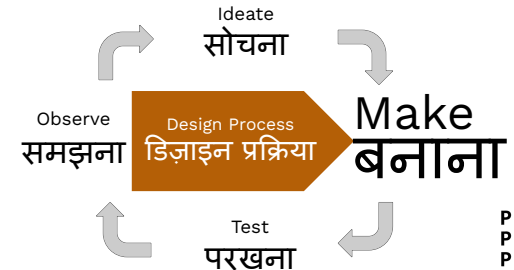 Ideate
सोचना
Observe
समझना
Design Process
डिज़ाइन प्रक्रिया
Make
बनाना
Test
परखना
P
P
P